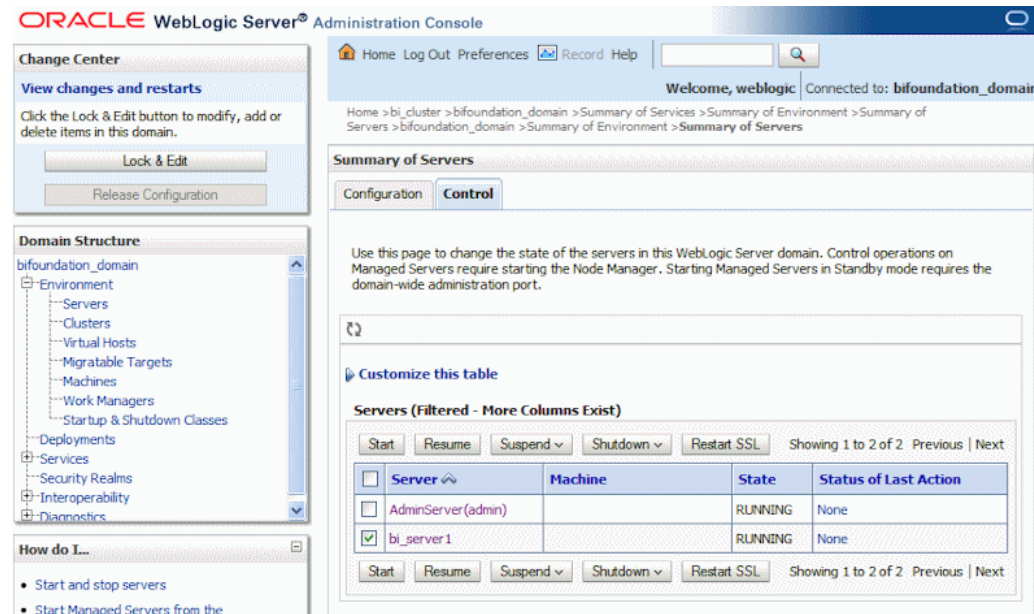 ORACLE WebLogic Server® Administration Console
Change Center
View changes and restarts
Click the Lock & Edit button to modify, add or
delete items in this domain.
Lock & Edit
Release Configuration
Domain Structure
bifoundation_domain
Environment
Servers
Clusters
Virtual Hosts
Migratable Targets
Machines
Work Managers
Startup & Shutdown Classes
Deployments
Services
Security Realms
Interoperability
Diagnostics
How do I...
Start and stop servers
Start Managed Servers from the
Home Log Out Preferences Record Help
Welcome, weblogic Connected to: bifoundation_domain
Home >bi_cluster >bifoundation_domain >Summary of Services >Summary of Environment >Summary of
Servers >bifoundation_domain >Summary of Environment >Summary of Servers
Summary of Servers
Configuration Control
Use this page to change the state of the servers in this WebLogic Server domain. Control operations on
Managed Servers require starting the Node Manager. Starting Managed Servers in Standby mode requires the
domain-wide administration port.
Customize this table
Servers (Filtered - More Columns Exist)
Start Resume Suspend Shutdown Restart SSL Showing 1 to 2 of 2 Previous | Next
Server Machine State Status of Last Action
AdminServer(admin) RUNNING None
bi_server1 RUNNING None
Start Resume Suspend Shutdown Restart SSL Showing 1 to 2 of 2 Previous | Next